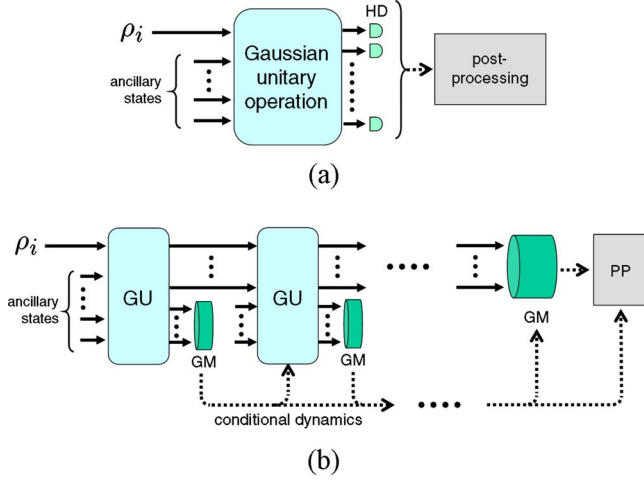 ρi
ancillary
states
Gaussian
unitary
operation
HD
post-
processing
(a)
ρi
ancillary
states
GU
GM
GU
GM
GM
PP
conditional dynamics
(b)